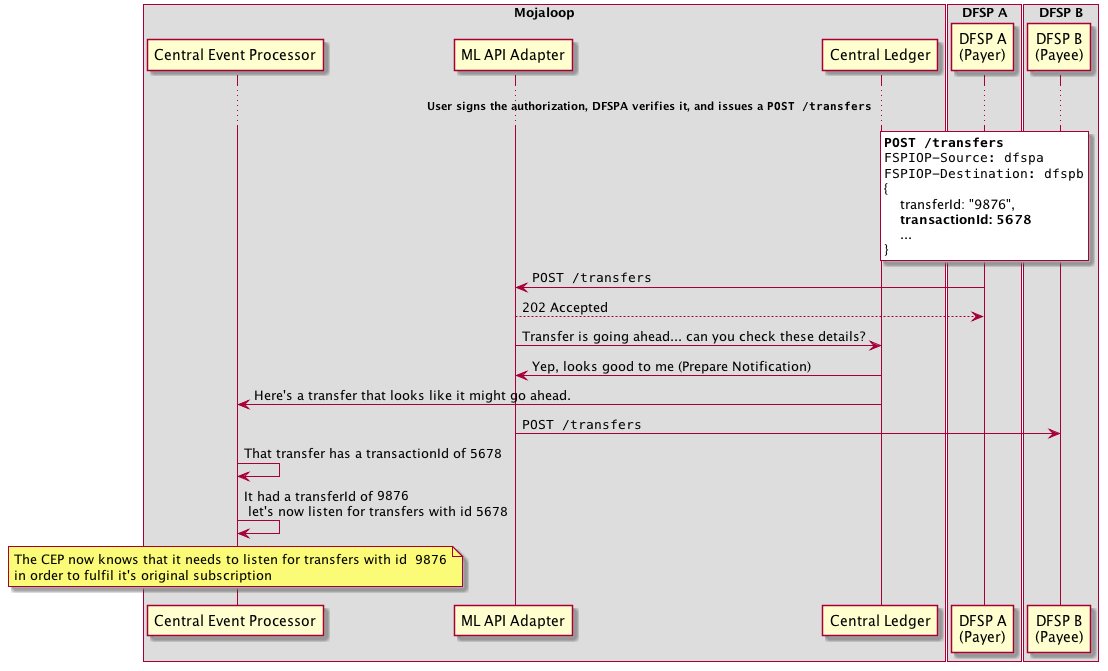 Mojaloop
DFSP A
DFSP B
Central Event Processor
ML API Adapter
Central Ledger
DFSP A
(Payer)
DFSP B
(Payee)
User signs the authorization, DFSPA verifies it, and issues a POST /transfers
POST /transfers
FSPIOP-Source: dfspa
FSPIOP-Destination: dfspb
{
transferId: "9876",
transactionId: 5678
...
}
POST /transfers
202 Accepted
Transfer is going ahead... can you check these details?
Yep, looks good to me (Prepare Notification)
Here's a transfer that looks like it might go ahead.
POST /transfers
That transfer has a transactionId of 5678
It had a transferId of 9876
let's now listen for transfers with id 5678
The CEP now knows that it needs to listen for transfers with id 9876
in order to fulfil it's original subscription
Central Event Processor
ML API Adapter
Central Ledger
DFSP A
(Payer)
DFSP B
(Payee)